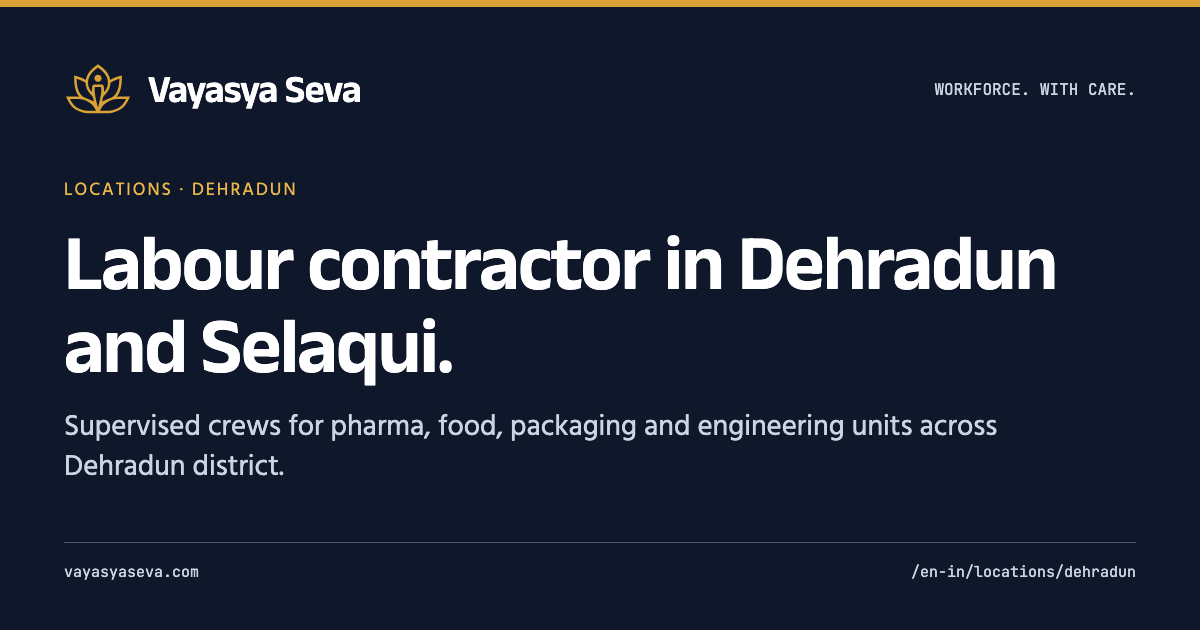 Vayasya Seva
WORKFORCE. WITH CARE.
LOCATIONS · DEHRADUN
Labour contractor in Dehradun
and Selaqui.
Supervised crews for pharma, food, packaging and engineering units across
Dehradun district.
vayasyaseva.com
/en-in/locations/dehradun